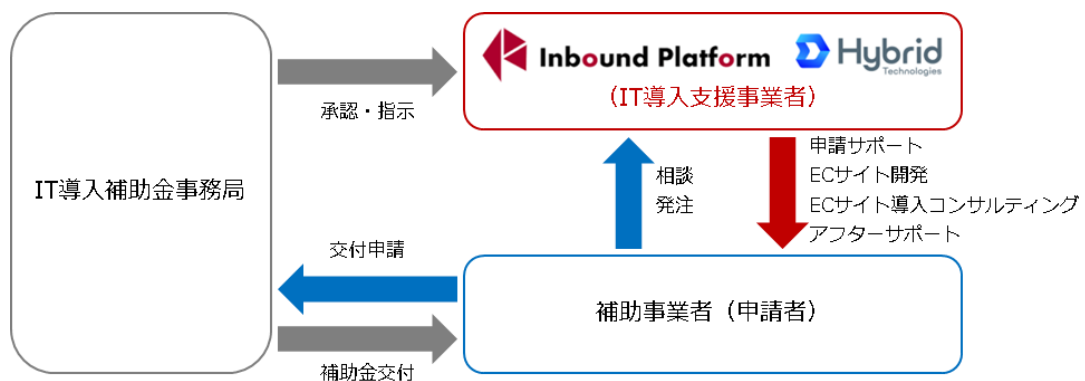 IT導入補助金事務局
承認・指示
Inbound Platform
Hybrid
Technologies
(IT導入支援事業者)
相談
発注
申請サポート
ECサイト開発
ECサイト導入コンサルティング
アフターサポート
交付申請
補助金交付
補助事業者（申請者）